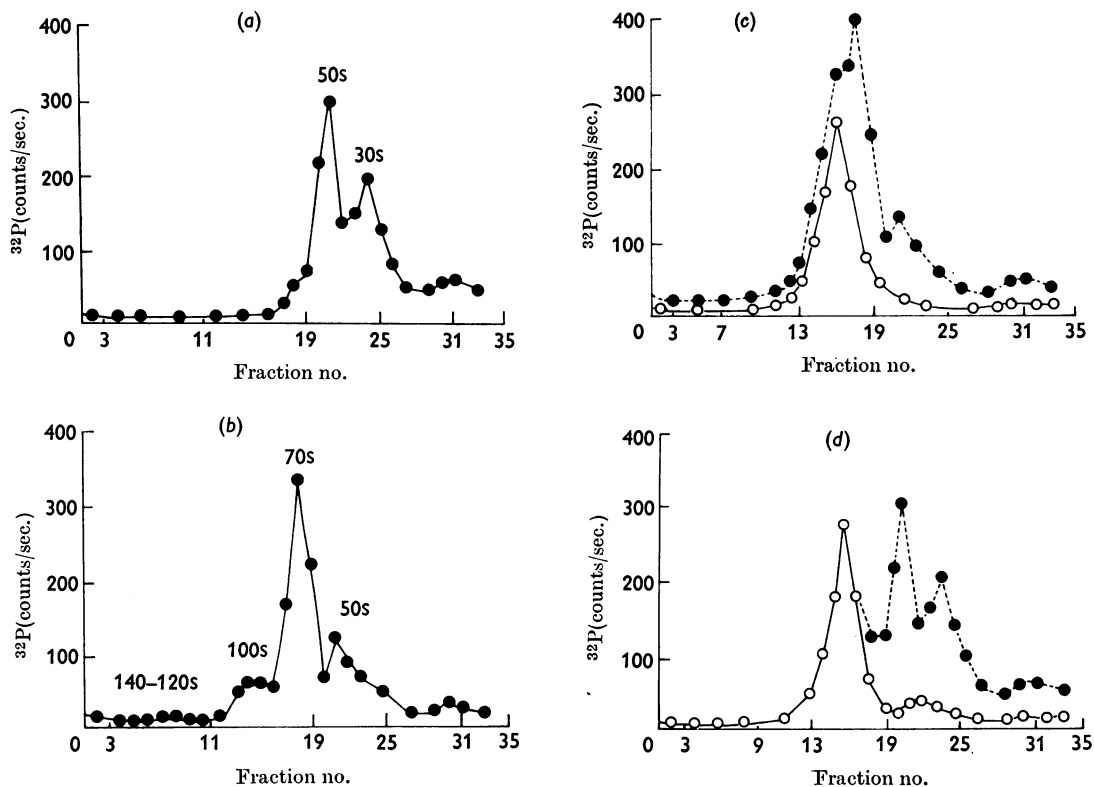 (a)
400
300
200
100
0
³²P(counts/sec.)
50s
30s
3 11 19 25 31 35
Fraction no.
(c)
400
300
200
100
0
³²P(counts/sec.)
3 7 13 19 25 31 35
Fraction no.
(b)
400
300
200
100
0
³²P(counts/sec.)
140–120s
100s
70s
50s
3 11 19 25 31 35
Fraction no.
(d)
400
300
200
100
0
³²P(counts/sec.)
3 9 13 19 25 31 35
Fraction no.